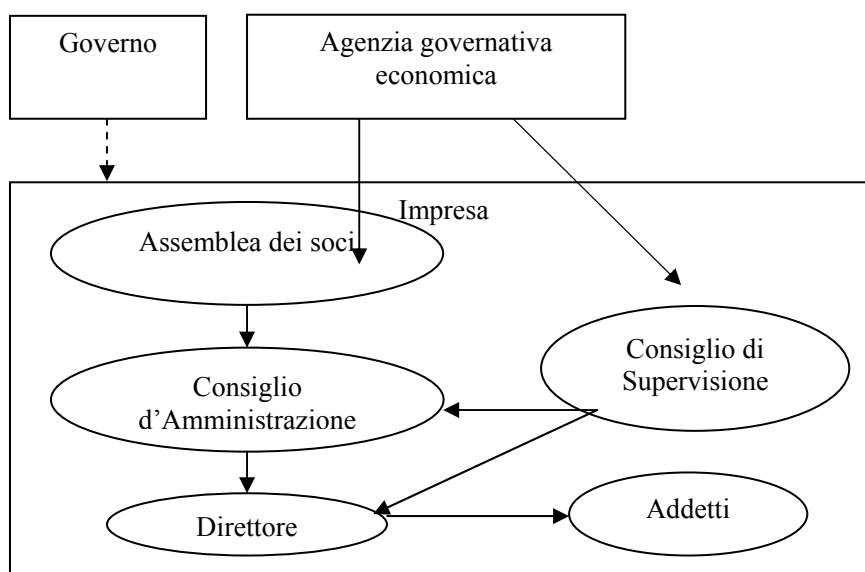 Governo
Agenzia governativa
economica
Impresa
Assemblea dei soci
Consiglio di
Supervisione
Consiglio
d’Amministrazione
Addetti
Direttore